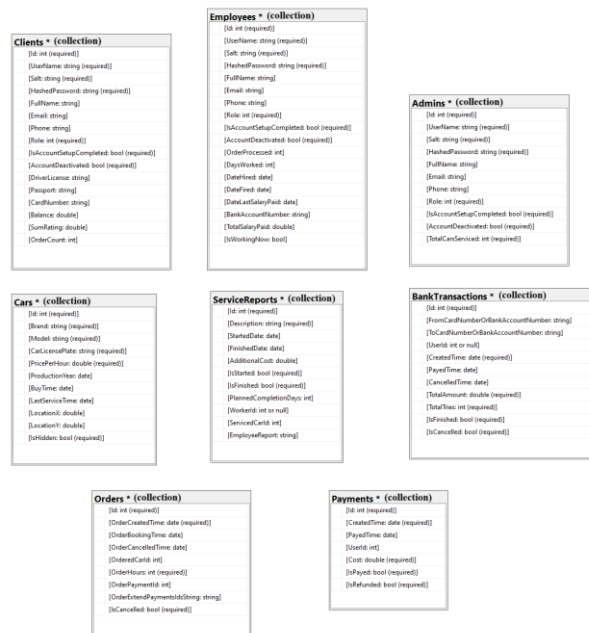 Clients * (collection)
[Id: int (required)]
[UserName: string (required)]
[Salt: string (required)]
[HashedPassword: string (required)]
[FullName: string]
[Email: string]
[Phone: string]
[Role: int (required)]
[IsAccountSetupCompleted: bool (required)]
[AccountDeactivated: bool (required)]
[DriverLicense: string]
[Passport: string]
[CardNumber: string]
[Balance: double]
[SumRating: double]
[OrderCount: int]
Employees * (collection)
[Id: int (required)]
[UserName: string (required)]
[Salt: string (required)]
[HashedPassword: string (required)]
[FullName: string]
[Email: string]
[Phone: string]
[Role: int (required)]
[IsAccountSetupCompleted: bool (required)]
[AccountDeactivated: bool (required)]
[OrderProcessed: int]
[DaysWorked: int]
[DateHired: date]
[DateFired: date]
[DateLastSalaryPaid: date]
[BankAccountNumber: string]
[TotalSalaryPaid: double]
[IsWorkingNow: bool]
Admins * (collection)
[Id: int (required)]
[UserName: string (required)]
[Salt: string (required)]
[HashedPassword: string (required)]
[FullName: string]
[Email: string]
[Phone: string]
[Role: int (required)]
[IsAccountSetupCompleted: bool (required)]
[AccountDeactivated: bool (required)]
[TotalCarsServiced: int (required)]
Cars * (collection)
[Id: int (required)]
[Brand: string (required)]
[Model: string (required)]
[CarLicensePlate: string (required)]
[PricePerHour: double (required)]
[ProductionYear: date]
[BuyTime: date]
[LastServiceTime: date]
[LocationX: double]
[LocationY: double]
[IsHidden: bool (required)]
ServiceReports * (collection)
[Id: int (required)]
[Description: string (required)]
[StartedDate: date]
[FinishedDate: date]
[AdditionalCost: double]
[IsStarted: bool (required)]
[IsFinished: bool (required)]
[PlannedCompletionDays: int]
[WorkerId: int or null]
[ServicedCarId: int]
[EmployeeReport: string]
BankTransactions * (collection)
[Id: int (required)]
[FromCardNumberOrBankAccountNumber: string]
[ToCardNumberOrBankAccountNumber: string]
[UserId: int or null]
[CreatedTime: date (required)]
[PayedTime: date]
[CancelledTime: date]
[TotalAmount: double (required)]
[TotalTries: int (required)]
[IsFinished: bool (required)]
[IsCancelled: bool (required)]
Orders * (collection)
[Id: int (required)]
[OrderCreatedTime: date (required)]
[OrderBookingTime: date]
[OrderCancelledTime: date]
[OrderedCarId: int]
[OrderHours: int (required)]
[OrderPaymentId: int]
[OrderExtendPaymentsIdsString: string]
[IsCancelled: bool (required)]
Payments * (collection)
[Id: int (required)]
[CreatedTime: date (required)]
[PayedTime: date]
[UserId: int]
[Cost: double (required)]
[IsPayed: bool (required)]
[IsRefunded: bool (required)]